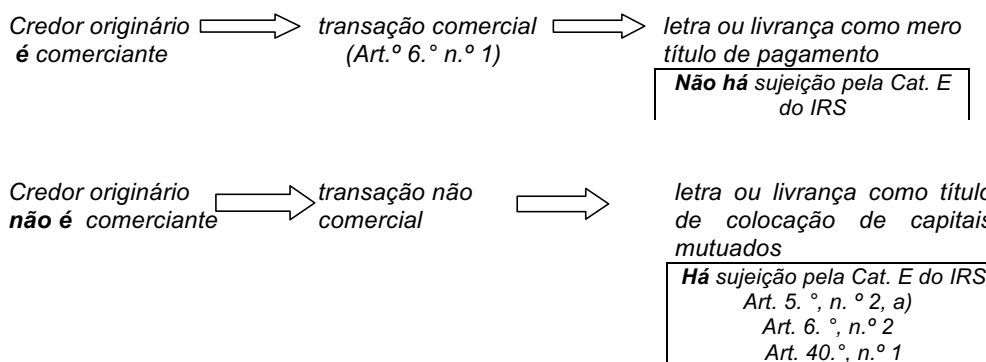 Credor originário
é comerciante
transação comercial
(Art.º 6.° n.º 1)
letra ou livrança como mero
título de pagamento
Não há sujeição pela Cat. E
do IRS
Credor originário
não é comerciante
transação não
comercial
letra ou livrança como título
de colocação de capitais
mutuados
Há sujeição pela Cat. E do IRS
Art. 5. °, n. º 2, a)
Art. 6. °, n.º 2
Art. 40.°, n.º 1